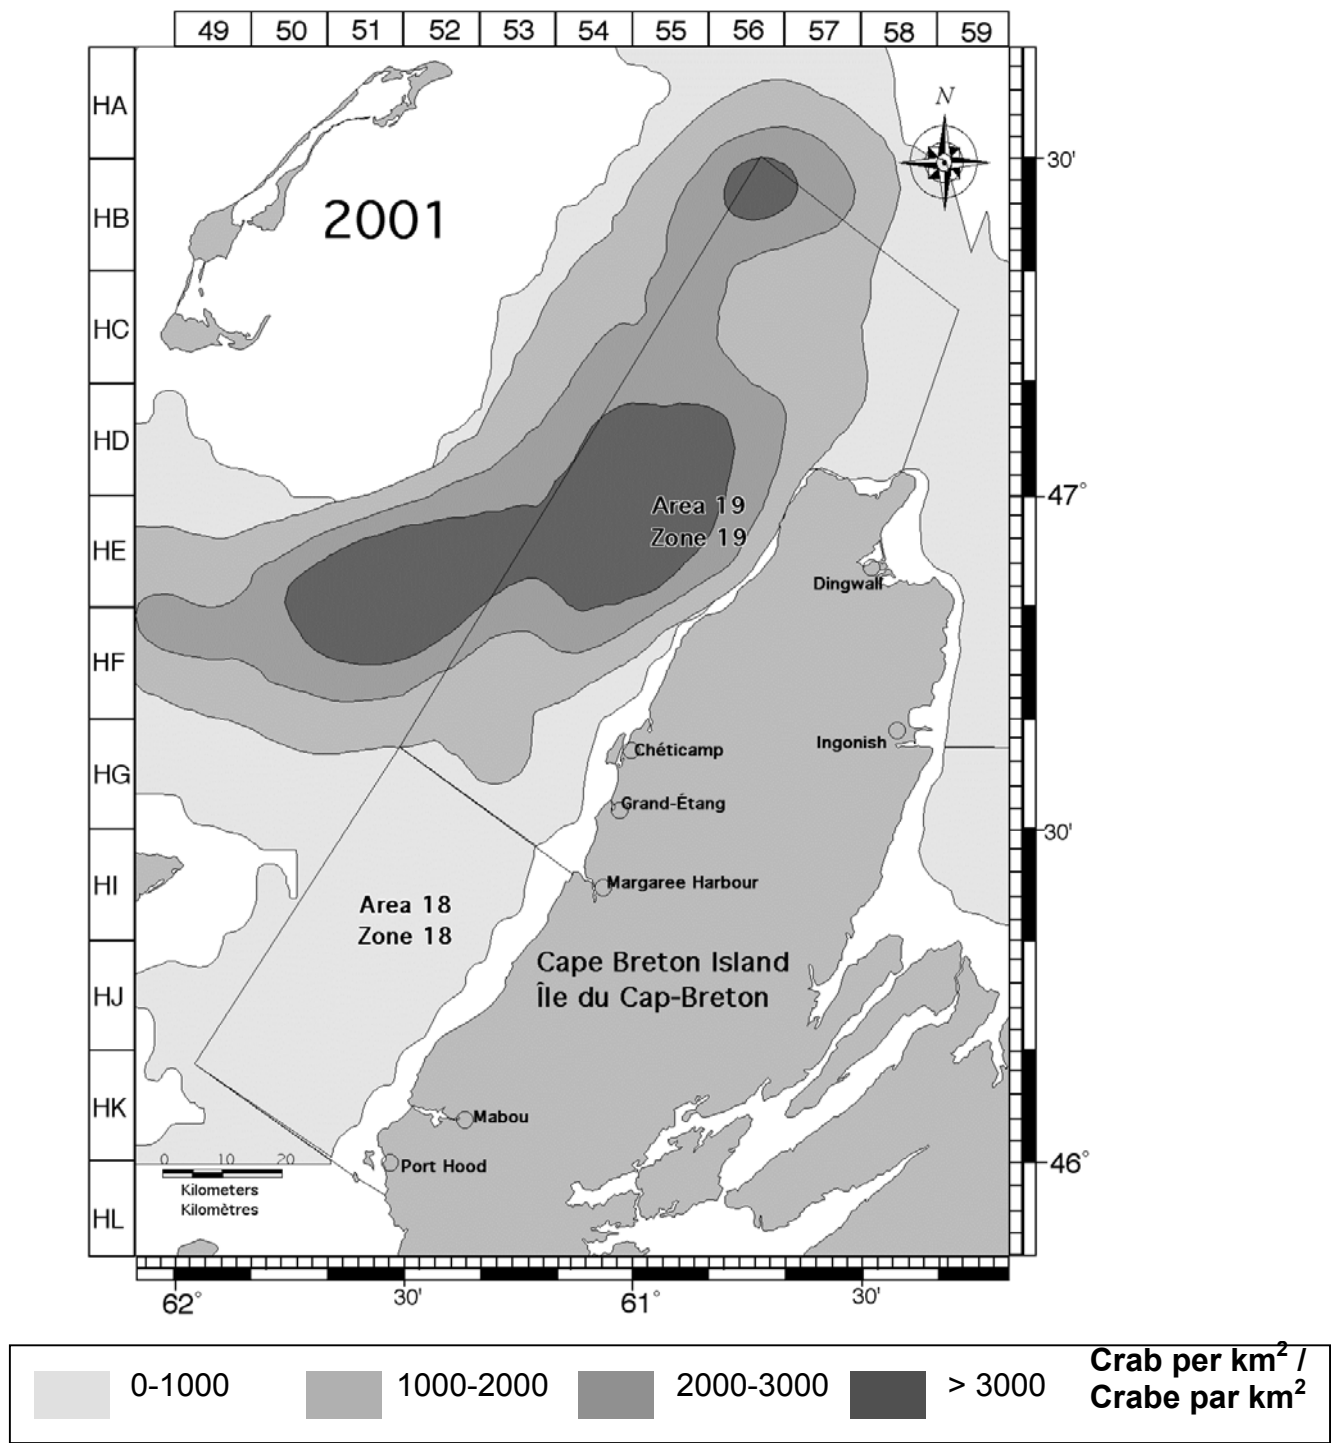 49 50 51 52 53 54 55 56 57 58 59
HA
N
30'
HB
2001
HC
HD
47°
Area 19
Zone 19
HE
Dingwall
HF
Ingonish
Chéticamp
HG
Grand-Étang
30'
HI
Margaree Harbour
Area 18
Zone 18
Cape Breton Island
Île du Cap-Breton
HJ
HK
Mabou
0 10 20
46°
Port Hood
Kilometers
Kilomètres
HL
62° 30' 61° 30'
0-1000 1000-2000 2000-3000 > 3000
Crab per km² /
Crabe par km²